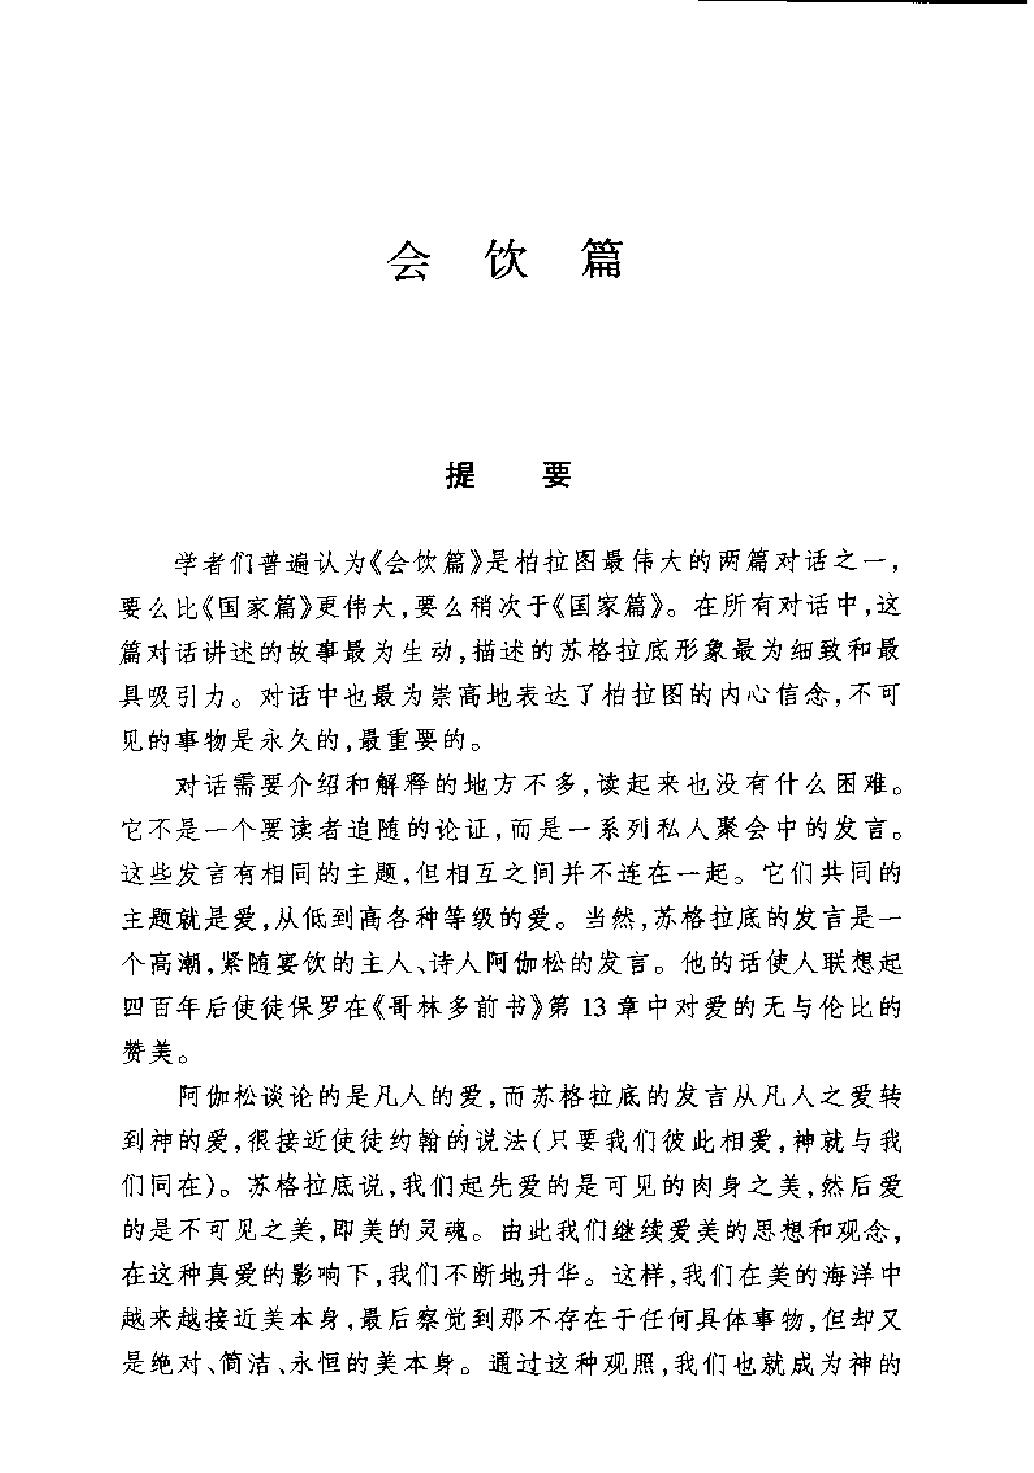 会饮篇
提要
学者们普遍认为《会饮篇》是柏拉图最伟大的两篇对话之一，
要么比《国家篇》更伟大，要么稍次于《国家篇》。在所有对话中，这
篇对话讲述的故事最为生动，描述的苏格拉底形象最为细致和最
具吸引力。对话中也最为崇高地表达了柏拉图的内心信念，不可
见的事物是永久的，最重要的。
对话需要介绍和解释的地方不多，读起来也没有什么困难。
它不是一个要读者追随的论证，而是一系列私人聚会中的发言。
这些发言有相同的主题，但相互之间并不连在一起。它们共同的
主题就是爱，从低到高各种等级的爱。当然，苏格拉底的发言是一
个高潮，紧随宴饮的主人、诗人阿伽松的发言。他的话使人联想起
四百年后使徒保罗在《哥林多前书》第 13 章中对爱的无与伦比的
赞美。
阿伽松谈论的是凡人的爱，而苏格拉底的发言从凡人之爱转
到神的爱，很接近使徒约翰的说法(只要我们彼此相爱，神就与我
们同在)。苏格拉底说，我们起先爱的是可见的肉身之美，然后爱
的是不可见之美，即美的灵魂。由此我们继续爱美的思想和观念，
在这种真爱的影响下，我们不断地升华。这样，我们在美的海洋中
越来越接近美本身，最后察觉到那不存在于任何具体事物，但却又
是绝对、简洁、永恒的美本身。通过这种观照，我们也就成为神的